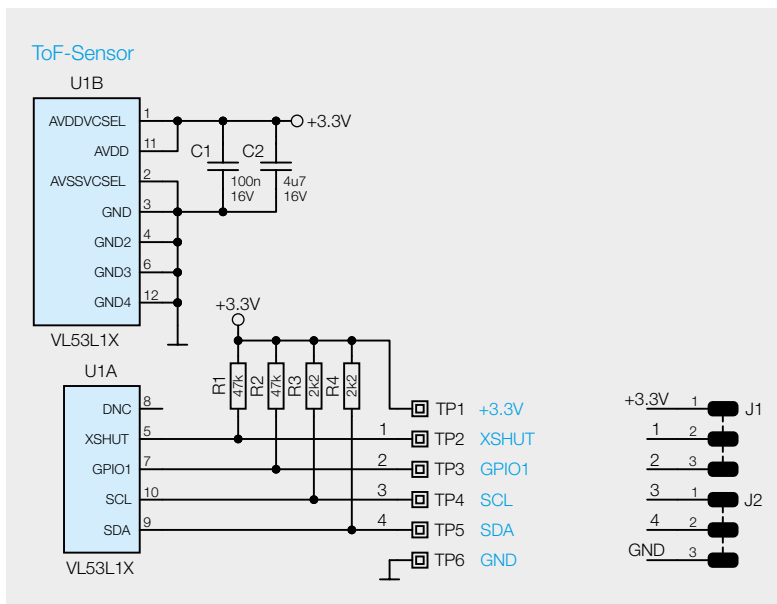 ToF-Sensor
U1B
AVDDVCSEL 1
+3.3V
AVDD 11
C1 C2
AVSSVCSEL 2
100n 4u7
16V 16V
GND 3
GND2 4
GND3 6
GND4 12
+3.3V
VL53L1X
U1A
R1 47k R2 47k R3 2k2 R4 2k2
DNC 8
TP1 +3.3V
+3.3V 1 J1
XSHUT 5
1 TP2 XSHUT
1 2
GPIO1 7
2 TP3 GPIO1
2 3
SCL 10
3 TP4 SCL
3 1 J2
SDA 9
4 TP5 SDA
4 2
TP6 GND
GND 3
VL53L1X